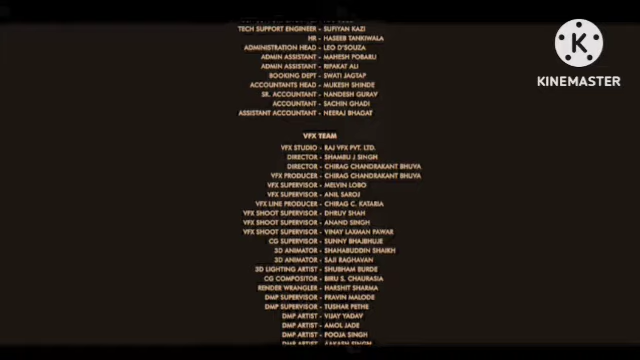 TECH SUPPORT ENGINEER - SUFIYAN KAZI
HR - HASEEB TANKIWALA
ADMINISTRATION HEAD - LEO D'SOUZA
ADMIN ASSISTANT - MAHESH POBARU
ADMIN ASSISTANT - RIFAKAT ALI
BOOKING DEPT - SWATI JAGTAP
ACCOUNTANTS HEAD - MUKESH SHINDE
SR. ACCOUNTANT - NANDESH GURAV
ACCOUNTANT - SACHIN GHADI
ASSISTANT ACCOUNTANT - NEERAJ BHAGAT
VFX TEAM
VFX STUDIO - RAJ VFX PVT. LTD.
DIRECTOR - SHAMBU J SINGH
DIRECTOR - CHIRAG CHANDRAKANT BHUVA
VFX PRODUCER - CHIRAG CHANDRAKANT BHUVA
VFX SUPERVISOR - MELVIN LOBO
VFX SUPERVISOR - ANIL SAROJ
VFX LINE PRODUCER - CHIRAG C. KATARIA
VFX SHOOT SUPERVISOR - DHRUV SHAH
VFX SHOOT SUPERVISOR - ANAND SINGH
VFX SHOOT SUPERVISOR - VINAY LAXMAN PAWAR
CG SUPERVISOR - SUNNY BHAJBHUJE
3D ANIMATOR - SHAHABUDDIN SHAIKH
3D ANIMATOR - SAJI RAGHAVAN
3D LIGHTING ARTIST - SHUBHAM BURDE
CG COMPOSITOR - BIRU S. CHAURASIA
RENDER WRANGLER - HARSHIT SHARMA
DMP SUPERVISOR - PRAVIN MALODE
DMP SUPERVISOR - TUSHAR PETHE
DMP ARTIST - VIJAY YADAV
DMP ARTIST - AMOL JADE
DMP ARTIST - POOJA SINGH
DMP ARTIST -
K
KINEMASTER